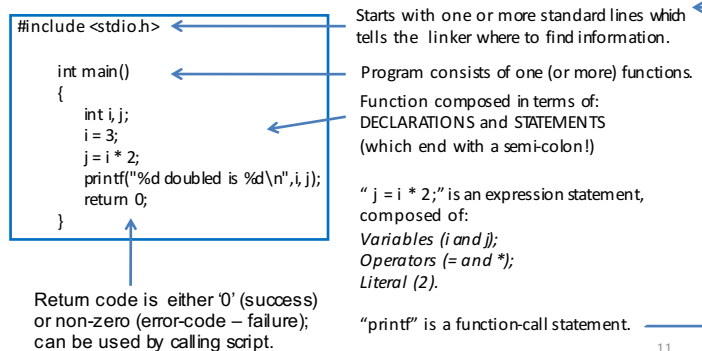 #include <stdio.h>
int main()
{
int i, j;
i = 3;
j = i * 2;
printf("%d doubled is %d\n",i, j);
return 0;
}
Return code is either ‘0’ (success)
or non-zero (error-code – failure);
can be used by calling script.
Starts with one or more standard lines which
tells the linker where to find information.
Program consists of one (or more) functions.
Function composed in terms of:
DECLARATIONS and STATEMENTS
(which end with a semi-colon!)
“ j = i * 2;” is an expression statement,
composed of:
Variables (i and j);
Operators (= and *);
Literal (2).
“printf” is a function-call statement.
11